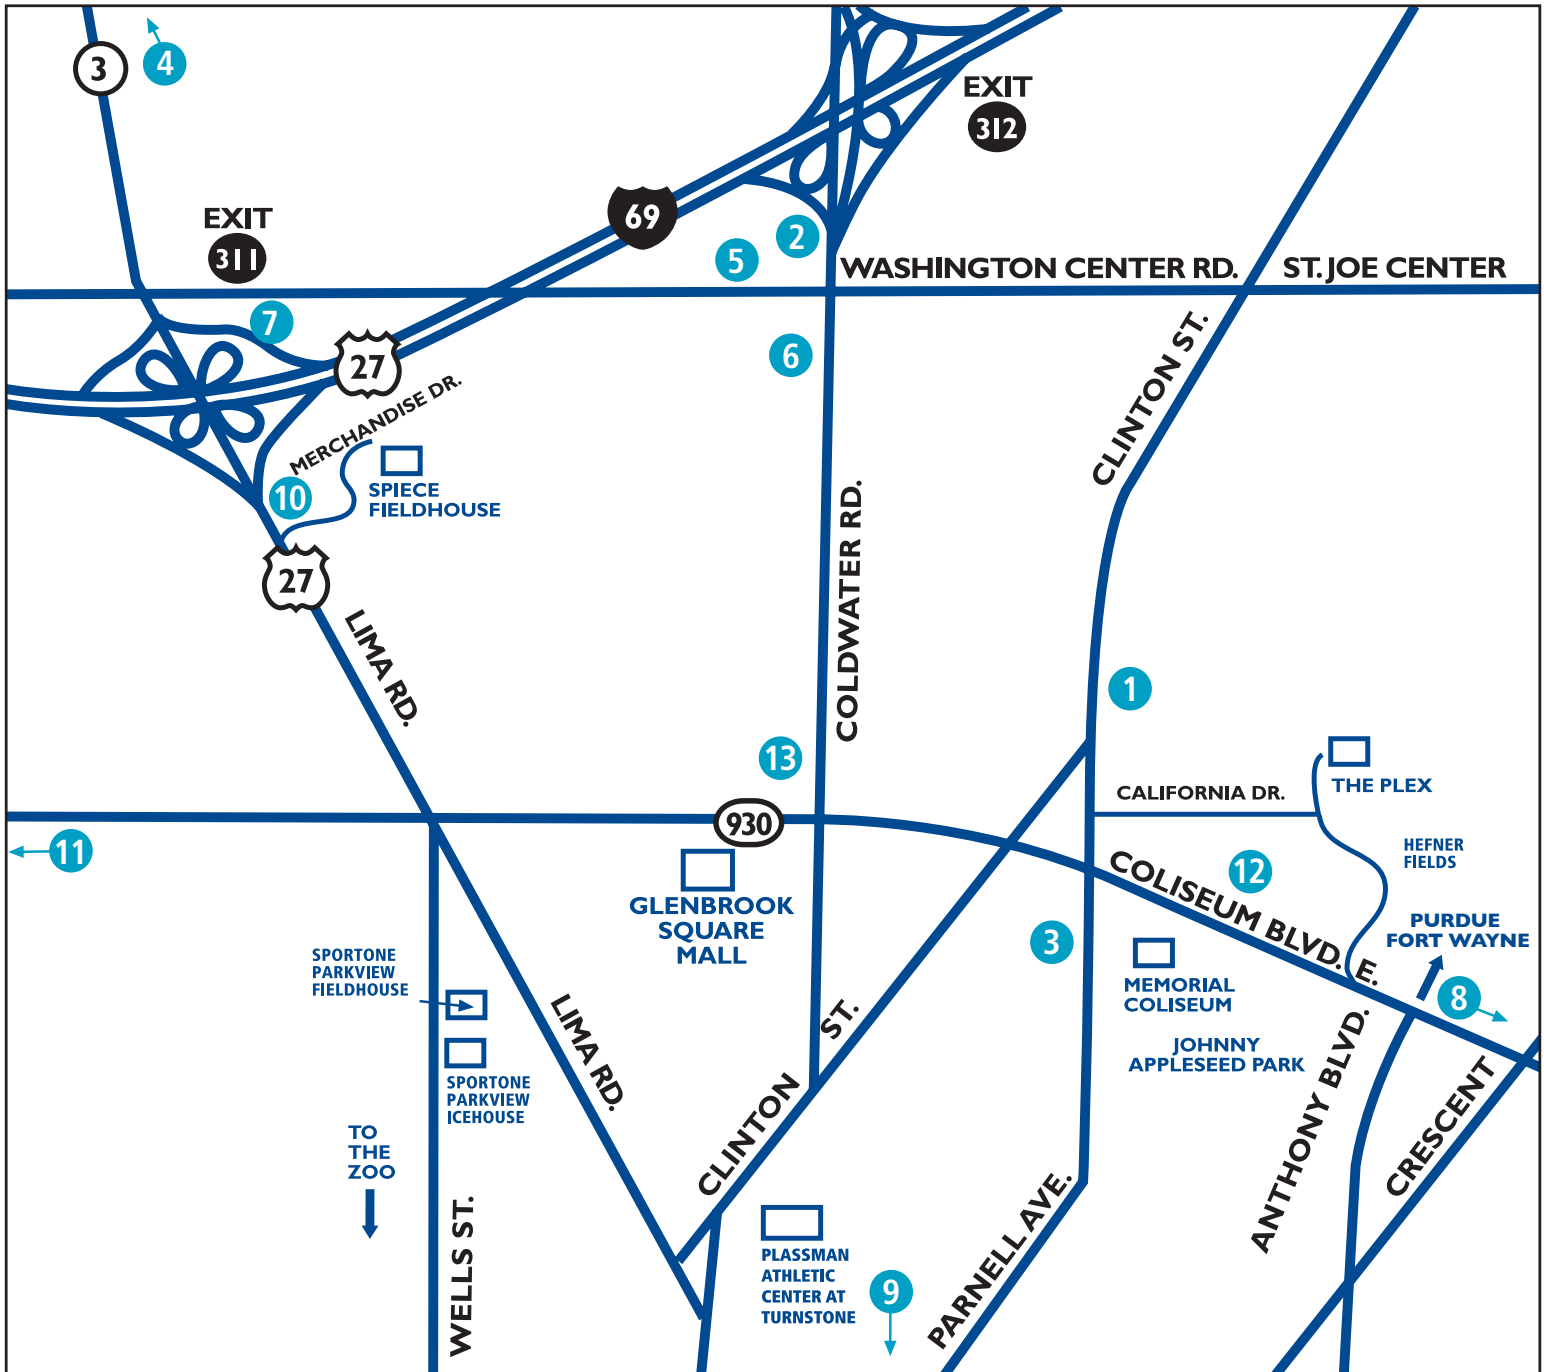 3
4
EXIT
312
EXIT
311
69
2
5
WASHINGTON CENTER RD.
ST. JOE CENTER
7
27
6
CLINTON ST.
MERCHANDISE DR.
10
SPIECE
FIELDHOUSE
27
LIMA RD.
COLDWATER RD.
1
13
THE PLEX
CALIFORNIA DR.
930
11
HEFNER
FIELDS
12
COLISEUM BLVD. E.
GLENBROOK
SQUARE
MALL
3
PURDUE
FORT WAYNE
SPORTONE
PARKVIEW
FIELDHOUSE
MEMORIAL
COLISEUM
8
LIMA RD.
CLINTON ST.
JOHNNY
APPLESEED PARK
SPORTONE
PARKVIEW
ICEHOUSE
TO
THE
ZOO
ANTHONY BLVD.
CRESCENT
WELLS ST.
PLASSMAN
ATHLETIC
CENTER AT
TURNSTONE
9
PARNELL AVE.